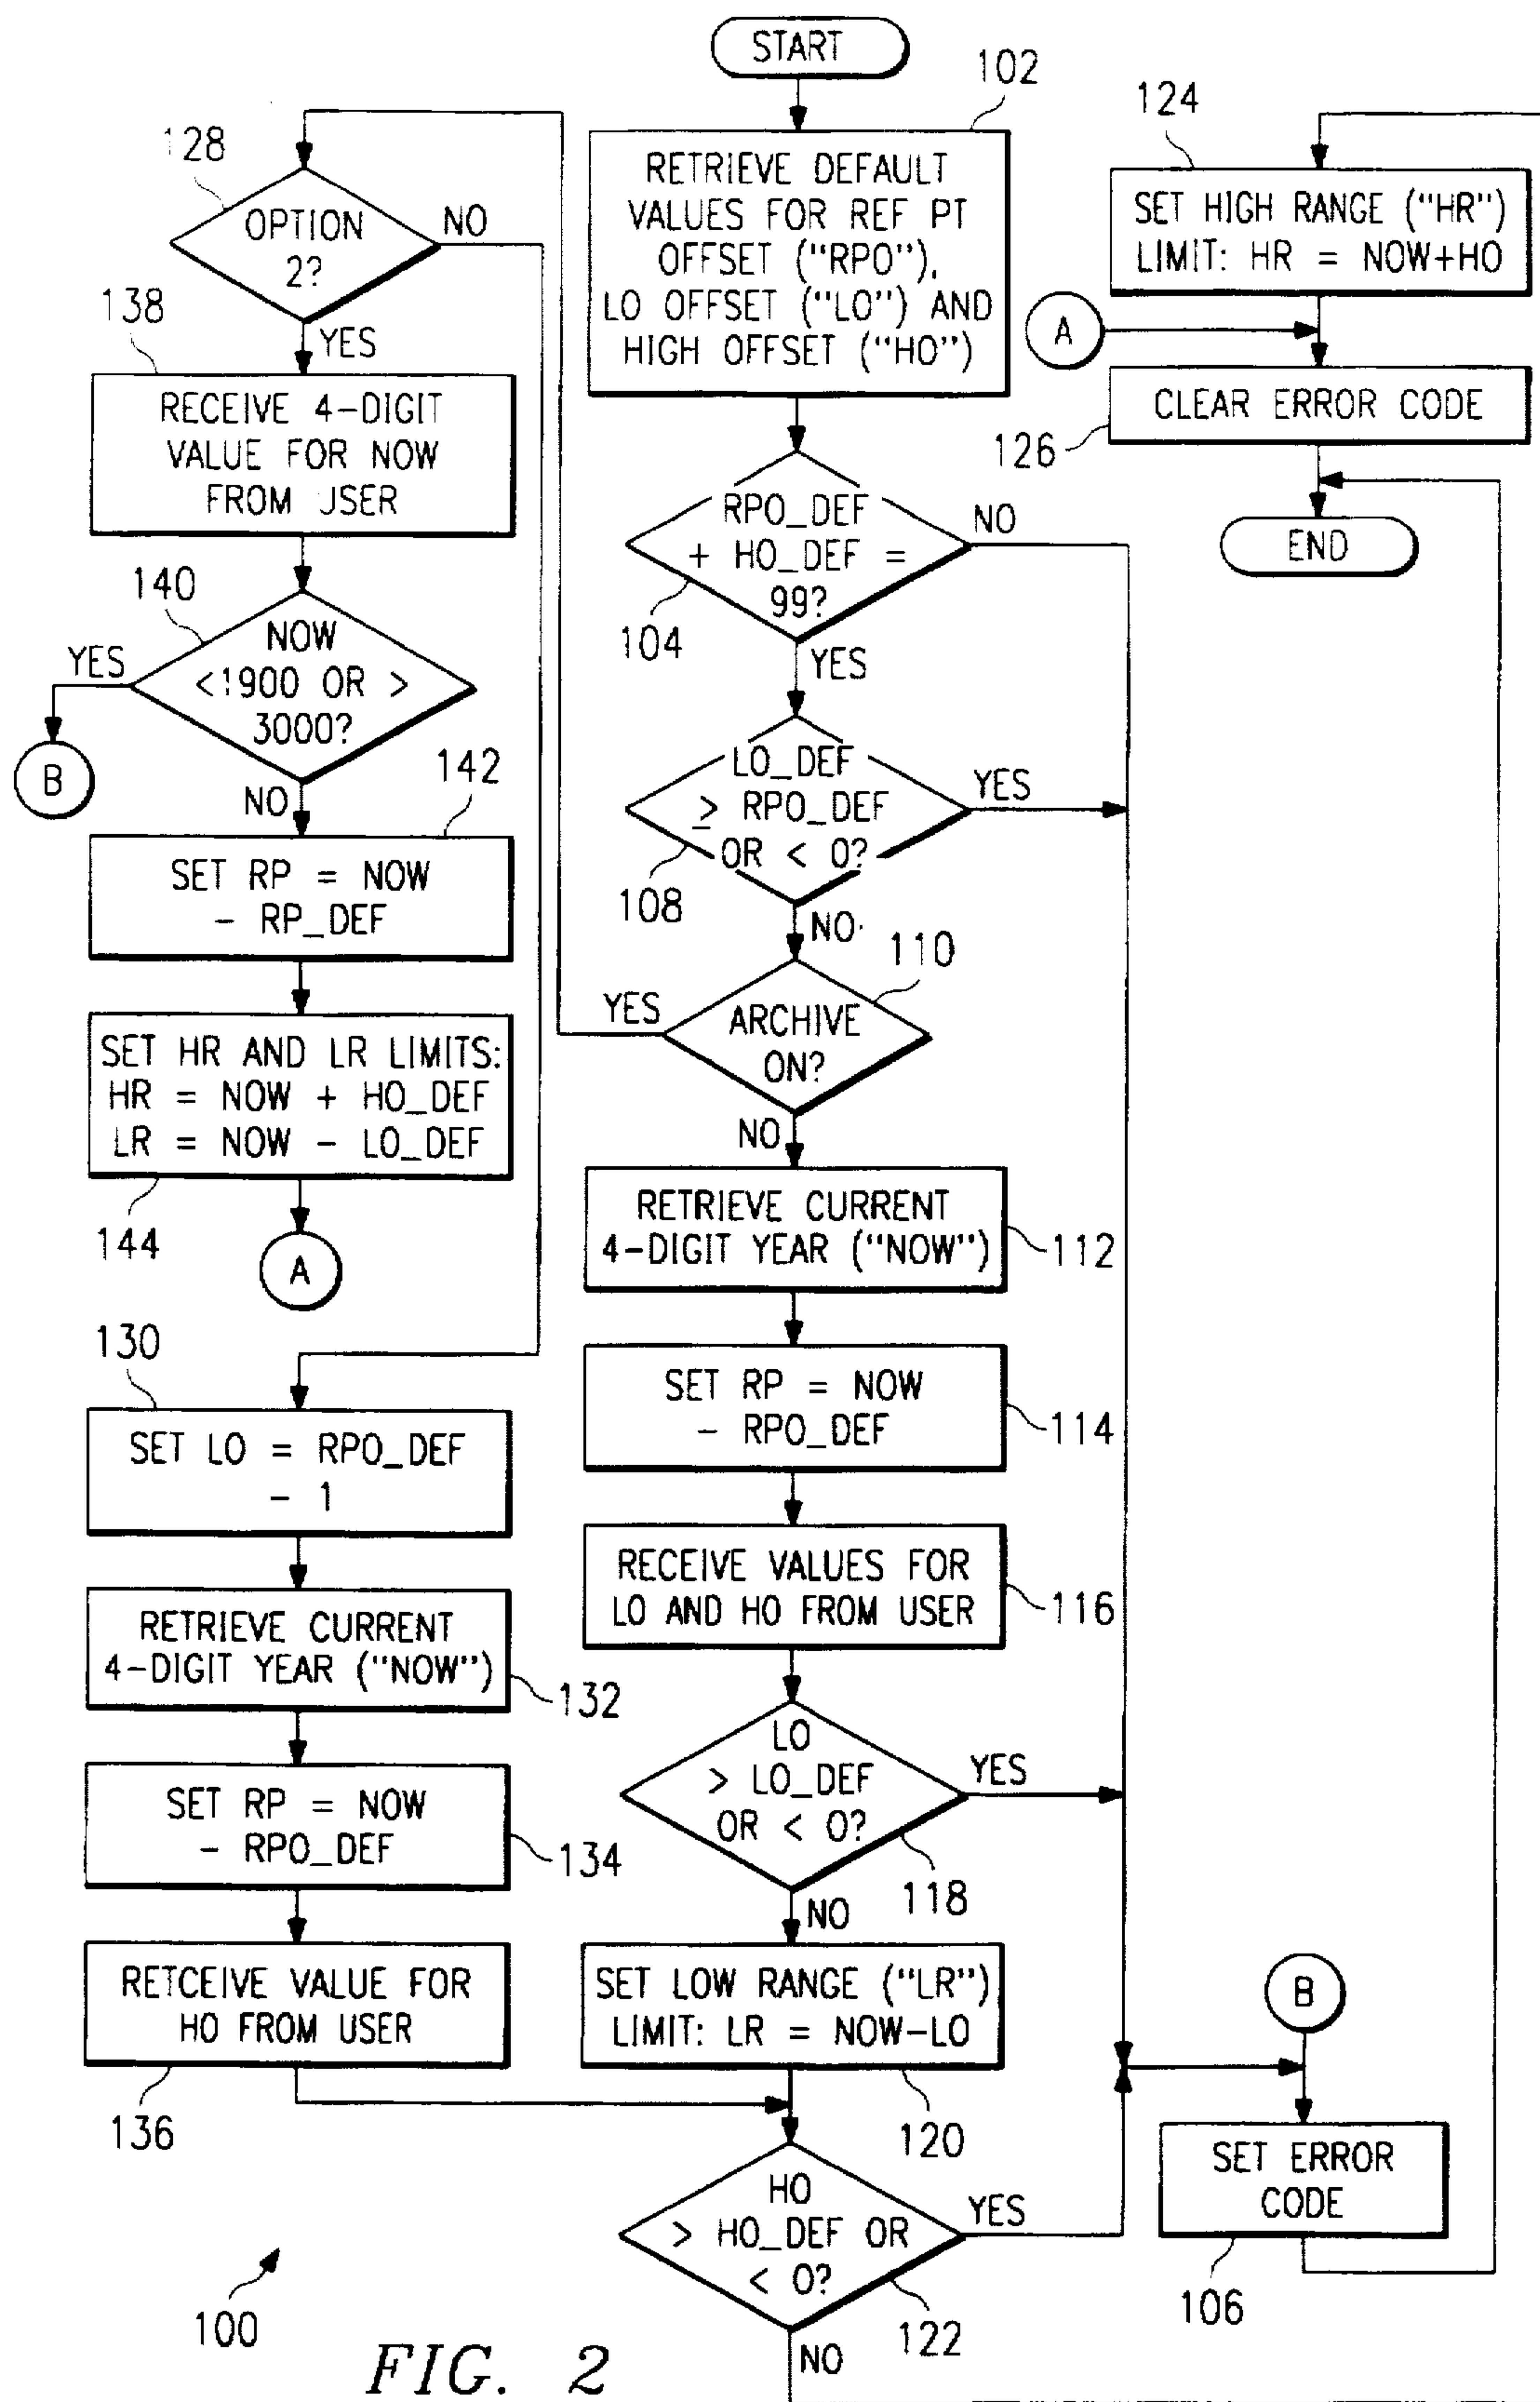 START
102
RETRIEVE DEFAULT
VALUES FOR REF PT
OFFSET ("RPO"),
LO OFFSET ("LO") AND
HIGH OFFSET ("HO")
RPO_DEF
+ HO_DEF =
99?
104
NO
YES
LO_DEF
≥ RPO_DEF
OR < 0?
108
YES
NO
110
ARCHIVE
ON?
YES
NO
RETRIEVE CURRENT
4-DIGIT YEAR ("NOW")
112
SET RP = NOW
- RPO_DEF
114
RECEIVE VALUES FOR
LO AND HO FROM USER
116
LO
> LO_DEF
OR < 0?
118
YES
NO
SET LOW RANGE ("LR")
LIMIT: LR = NOW-LO
120
HO
> HO_DEF OR
< 0?
122
YES
NO
128
OPTION
2?
NO
YES
138
RECEIVE 4-DIGIT
VALUE FOR NOW
FROM USER
140
NOW
<1900 OR >
3000?
YES
B
NO
142
SET RP = NOW
- RP_DEF
SET HR AND LR LIMITS:
HR = NOW + HO_DEF
LR = NOW - LO_DEF
144
A
130
SET LO = RPO_DEF
- 1
RETRIEVE CURRENT
4-DIGIT YEAR ("NOW")
132
SET RP = NOW
- RPO_DEF
134
RETCEIVE VALUE FOR
HO FROM USER
136
124
SET HIGH RANGE ("HR")
LIMIT: HR = NOW+HO
A
CLEAR ERROR CODE
126
END
B
SET ERROR
CODE
106
100
FIG. 2